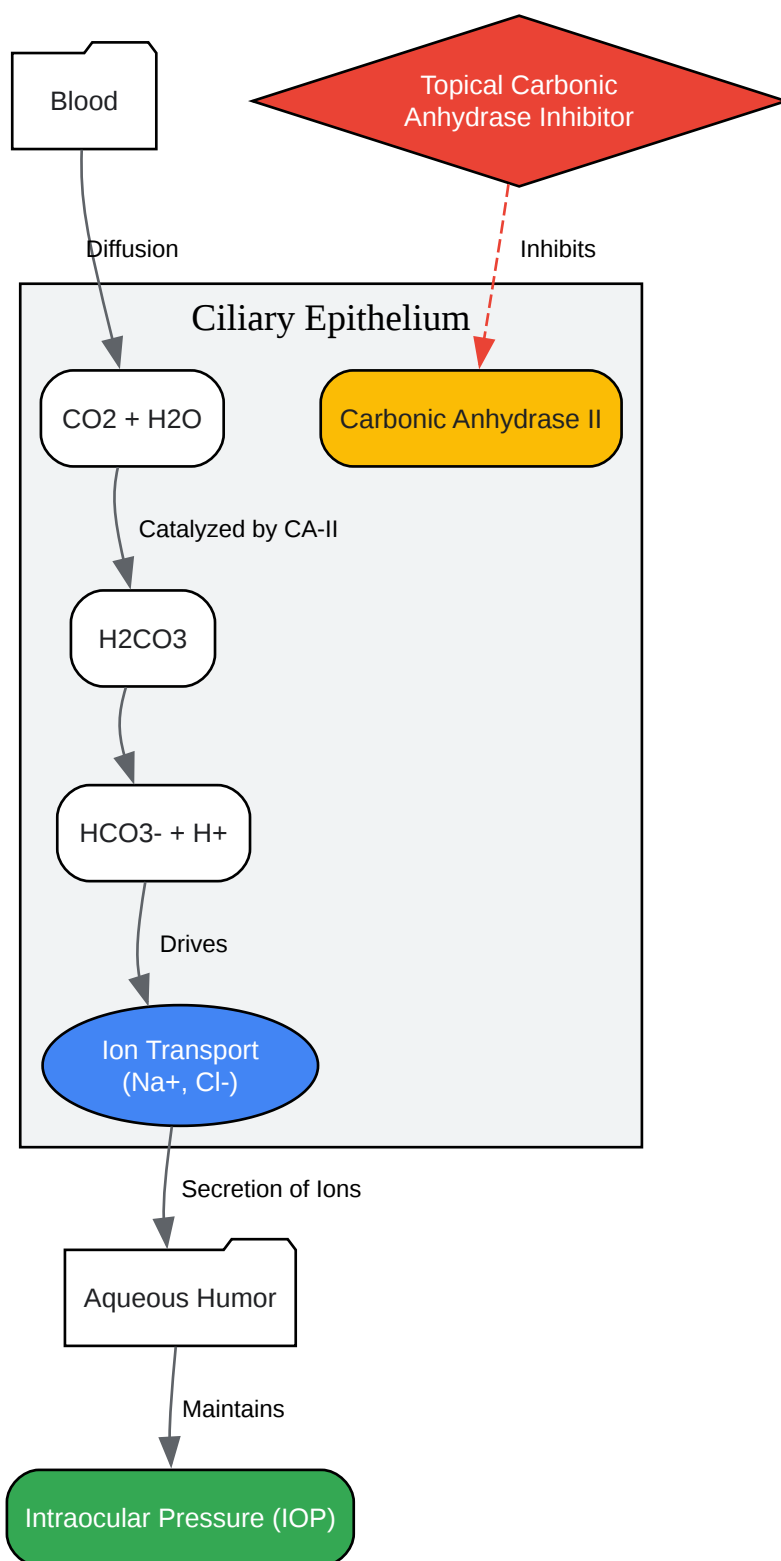 Blood
Topical Carbonic
Anhydrase Inhibitor
Diffusion
Inhibits
Ciliary Epithelium
CO2 + H2O
Carbonic Anhydrase II
Catalyzed by CA-II
H2CO3
HCO3- + H+
Drives
Ion Transport
(Na+, Cl-)
Secretion of Ions
Aqueous Humor
Maintains
Intraocular Pressure (IOP)